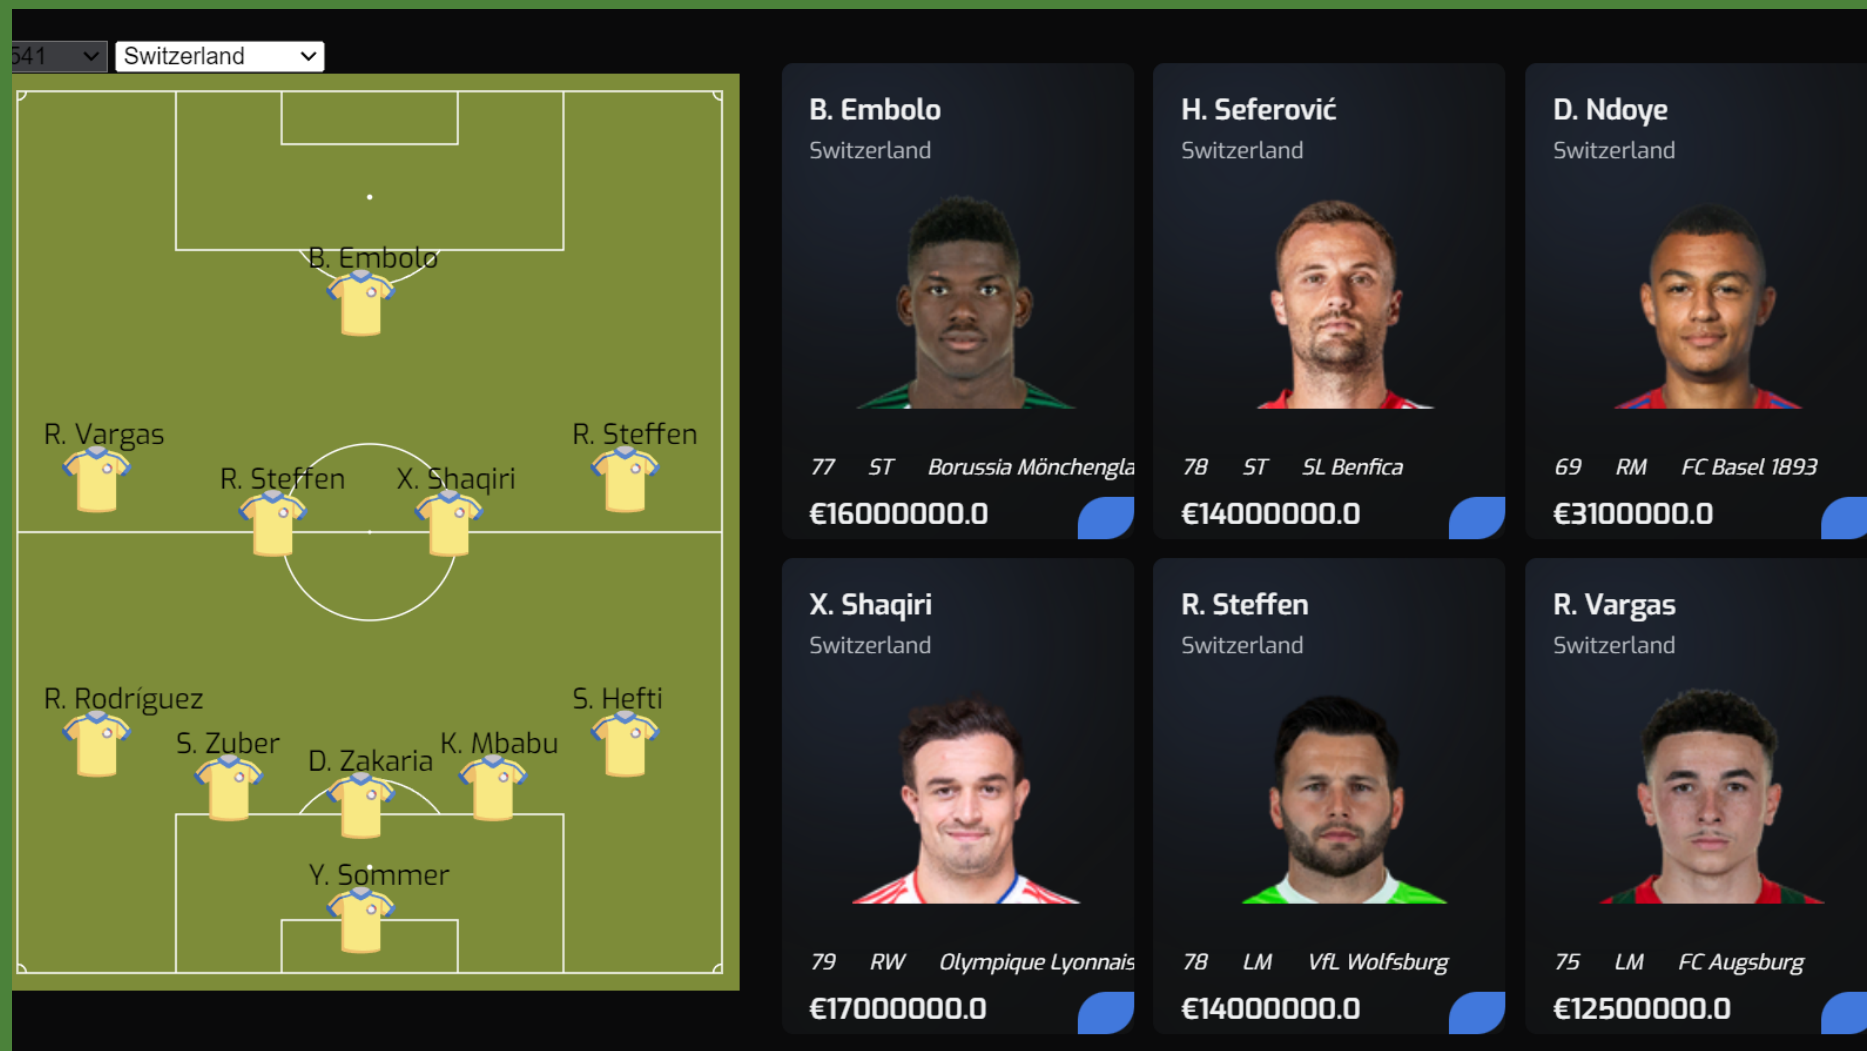 541
Switzerland
B. Embolo
R. Vargas
R. Steffen
R. Steffen
X. Shaqiri
R. Rodríguez
S. Hefti
S. Zuber
D. Zakaria
K. Mbabu
Y. Sommer
B. Embolo
Switzerland
77 ST Borussia Mönchengla
€16000000.0
H. Seferović
Switzerland
78 ST SL Benfica
€14000000.0
D. Ndoye
Switzerland
69 RM FC Basel 1893
€3100000.0
X. Shaqiri
Switzerland
79 RW Olympique Lyonnais
€17000000.0
R. Steffen
Switzerland
78 LM VfL Wolfsburg
€14000000.0
R. Vargas
Switzerland
75 LM FC Augsburg
€12500000.0